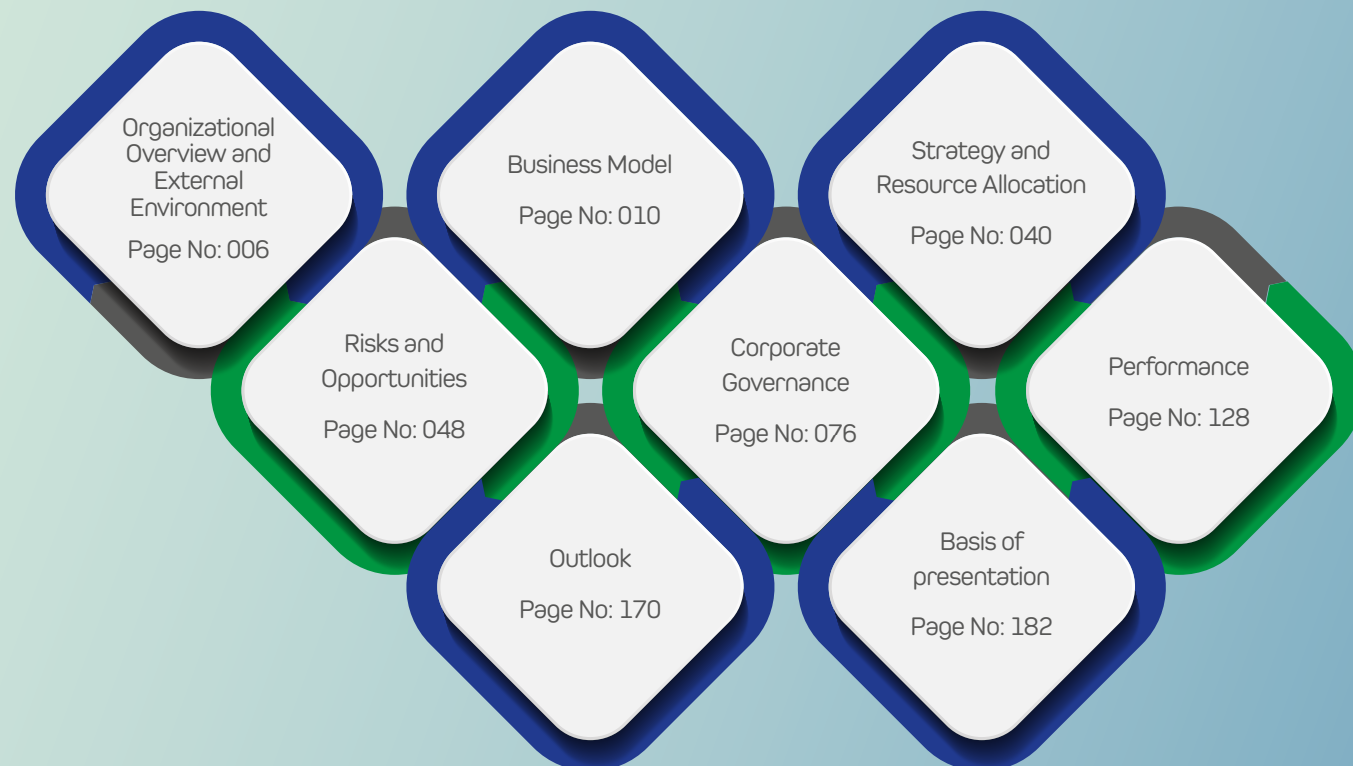 Organizational
Overview and
External
Environment
Page No: 006
Business Model
Page No: 010
Strategy and
Resource Allocation
Page No: 040
Risks and
Opportunities
Page No: 048
Corporate
Governance
Page No: 076
Performance
Page No: 128
Outlook
Page No: 170
Basis of
presentation
Page No: 182